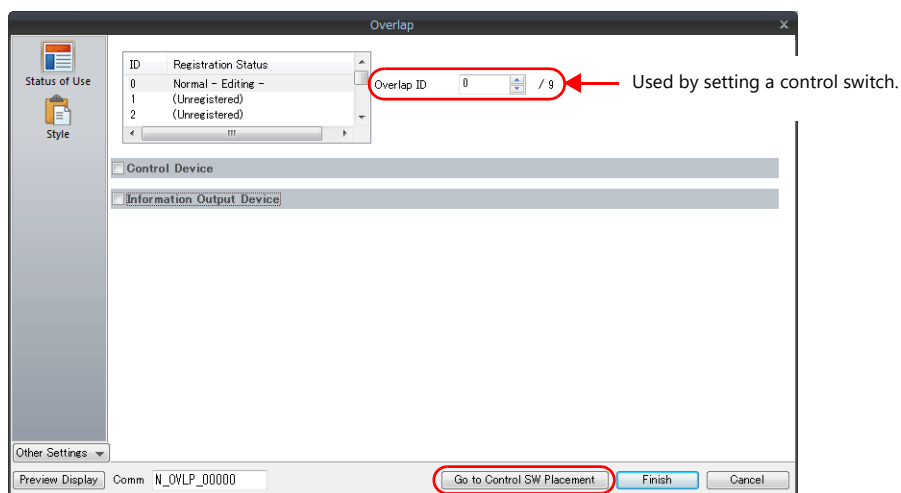 Overlap
x
Status of Use
Style
ID Registration Status
0 Normal - Editing -
1 (Unregistered)
2 (Unregistered)
Overlap ID 0 / 9
Used by setting a control switch.
Control Device
Information Output Device
Other Settings
Preview Display Comm N_OVLP_00000 Go to Control SW Placement Finish Cancel